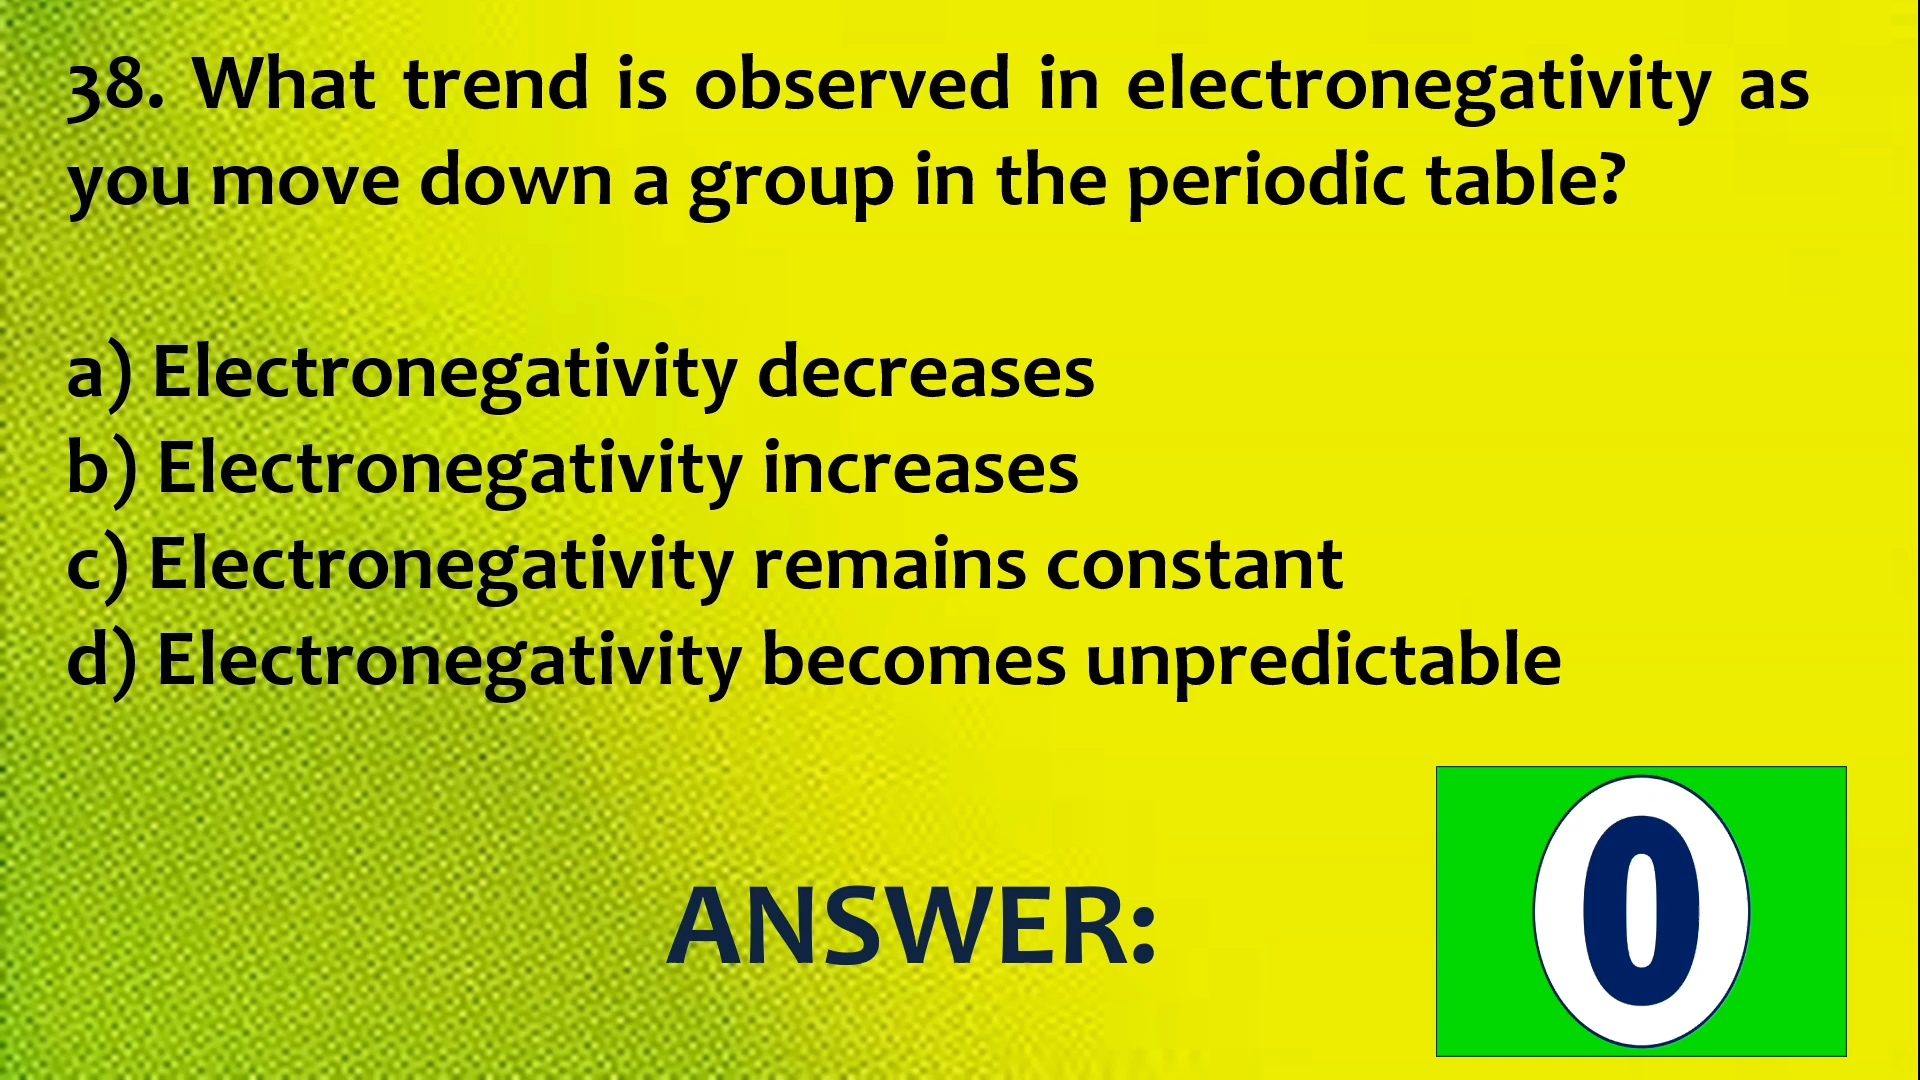 38. What trend is observed in electronegativity as
you move down a group in the periodic table?
a) Electronegativity decreases
b) Electronegativity increases
c) Electronegativity remains constant
d) Electronegativity becomes unpredictable
ANSWER:
0